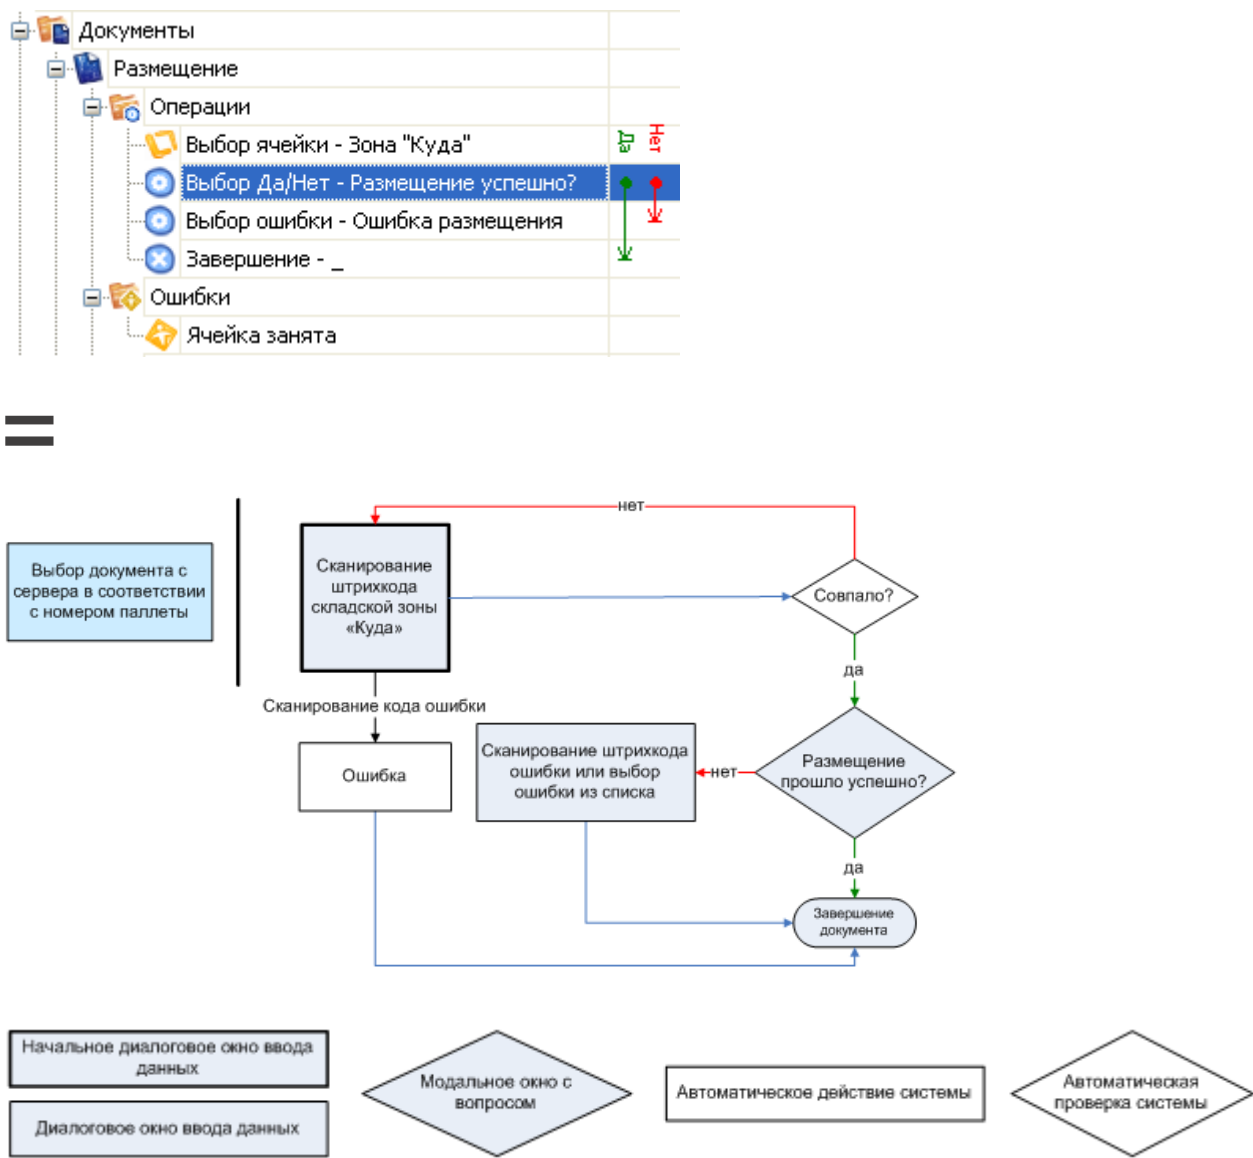 Документы
Размещение
Операции
Выбор ячейки - Зона "Куда"
Да
Нет
Выбор Да/Нет - Размещение успешно?
Выбор ошибки - Ошибка размещения
Завершение - _
Ошибки
Ячейка занята
=
нет
Выбор документа с
сервера в соответствии
с номером паллеты
Сканирование
штрихкода
складской зоны
«Куда»
Совпало?
да
Сканирование кода ошибки
Ошибка
Сканирование штрихкода
ошибки или выбор
ошибки из списка
нет
Размещение
прошло успешно?
да
Завершение
документа
Начальное диалоговое окно ввода
данных
Диалоговое окно ввода данных
Модальное окно с
вопросом
Автоматическое действие системы
Автоматическая
проверка системы